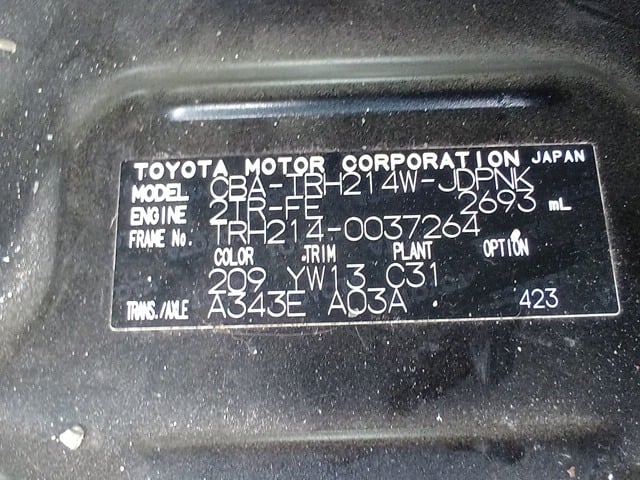 TOYOTA MOTOR CORPORATION JAPAN
MODEL CBA-TRH214W-JDPNK
ENGINE 2TR-FE 2693 mL
FRAME No. TRH214-0037264
COLOR TRIM PLANT OPTION
209 YW13 C31
TRANS./AXLE A343E A03A 423